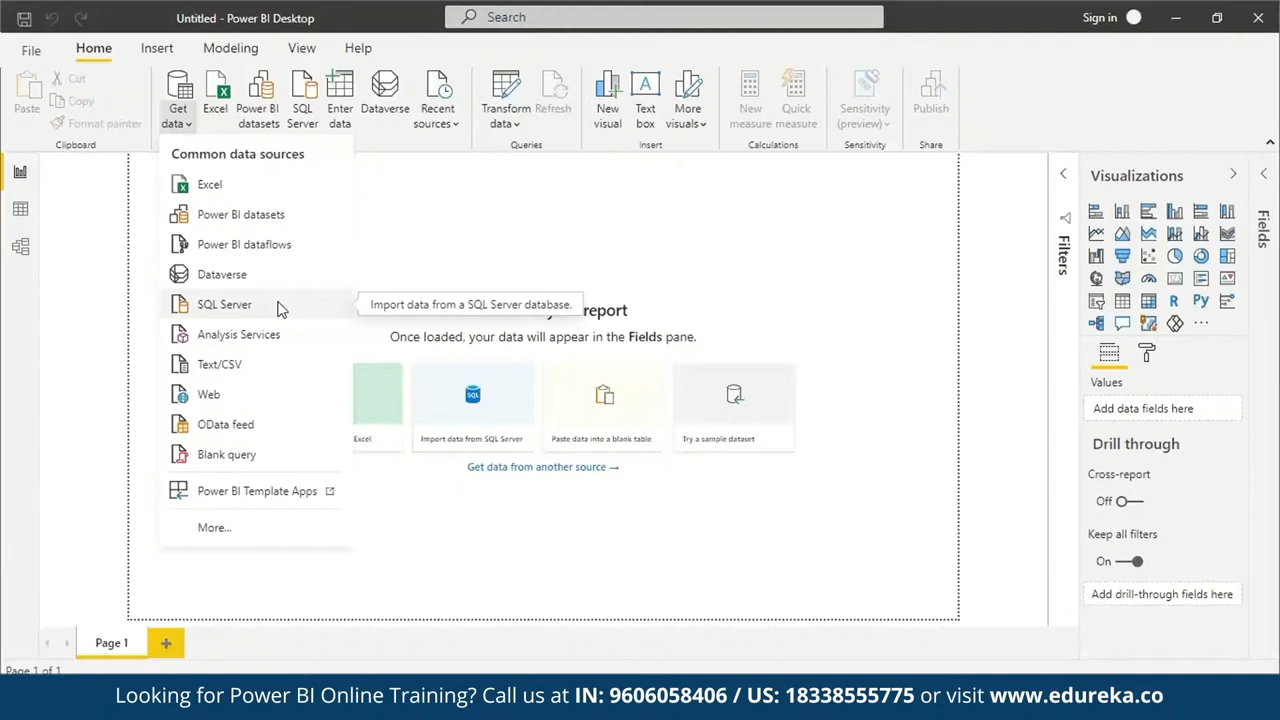 Untitled - Power BI Desktop
Search
Sign in
File
Home
Insert
Modeling
View
Help
Paste
Cut
Copy
Format painter
Clipboard
Get data
Excel
Power BI datasets
SQL Server
Enter data
Dataverse
Recent sources
Transform data
Refresh
Queries
New visual
Text box
More visuals
Insert
New measure
Quick measure
Calculations
Sensitivity (preview)
Sensitivity
Publish
Share
Common data sources
Excel
Power BI datasets
Power BI dataflows
Dataverse
SQL Server
Import data from a SQL Server database.
Analysis Services
Text/CSV
Web
OData feed
Blank query
Power BI Template Apps
More...
report
Once loaded, your data will appear in the Fields pane.
Excel
Import data from SQL Server
SQL
Paste data into a blank table
Try a sample dataset
Get data from another source →
Filters
Visualizations
R
Py
Values
Add data fields here
Drill through
Cross-report
Off
Keep all filters
On
Add drill-through fields here
Fields
Page 1
Page 1 of 1
Looking for Power BI Online Training? Call us at IN: 9606058406 / US: 18338555775 or visit www.edureka.co